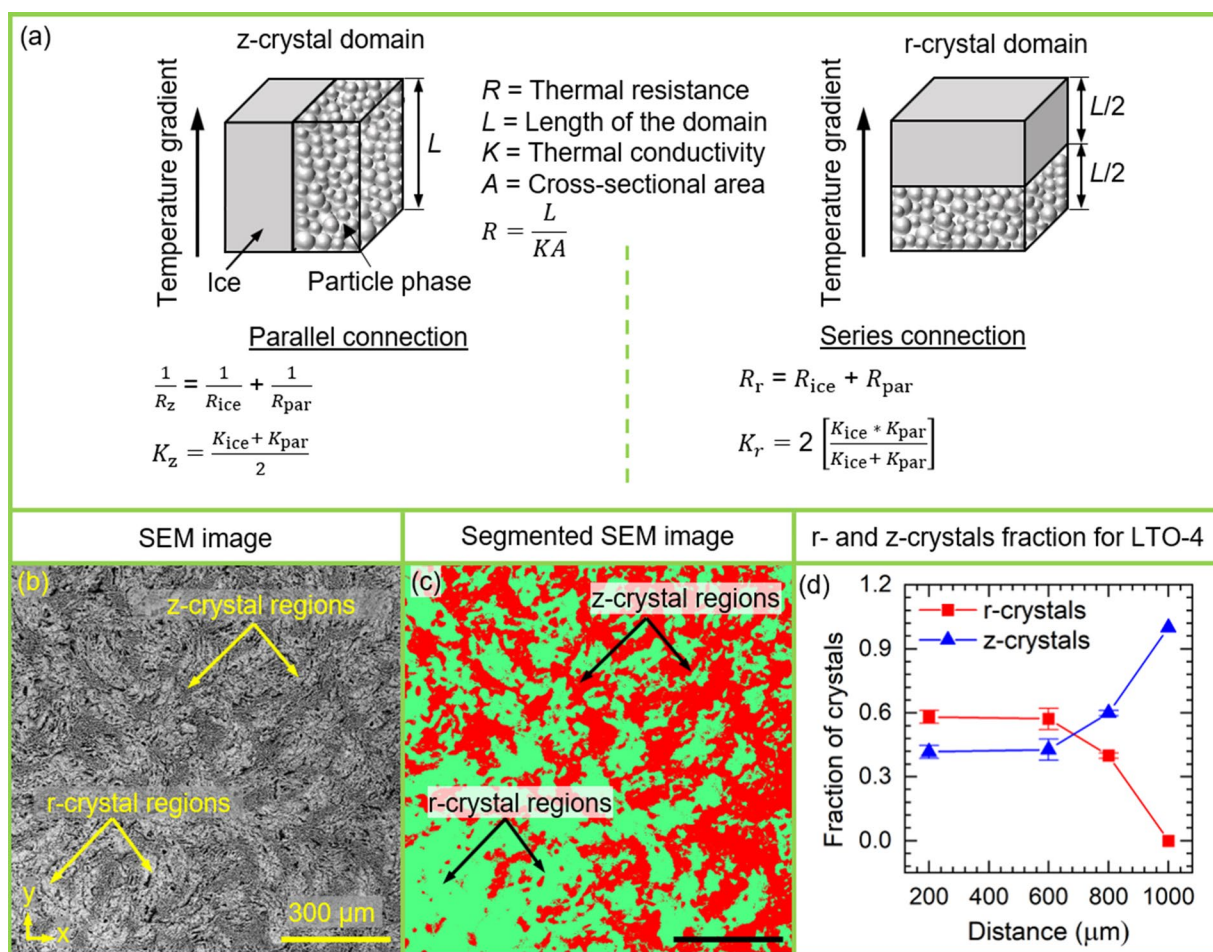 (a)
z-crystal domain
r-crystal domain
Temperature gradient
L
Ice
Particle phase
R = Thermal resistance
L = Length of the domain
K = Thermal conductivity
A = Cross-sectional area
R = L / KA
Temperature gradient
L/2
L/2
Parallel connection
1/R_z = 1/R_ice + 1/R_par
K_z = (K_ice + K_par) / 2
Series connection
R_r = R_ice + R_par
K_r = 2 [(K_ice * K_par) / (K_ice + K_par)]
SEM image
Segmented SEM image
r- and z-crystals fraction for LTO-4
(b)
z-crystal regions
r-crystal regions
y
x
300 µm
(c)
z-crystal regions
r-crystal regions
(d)
r-crystals
z-crystals
Fraction of crystals
1.2
0.9
0.6
0.3
0.0
200 400 600 800 1000
Distance (µm)